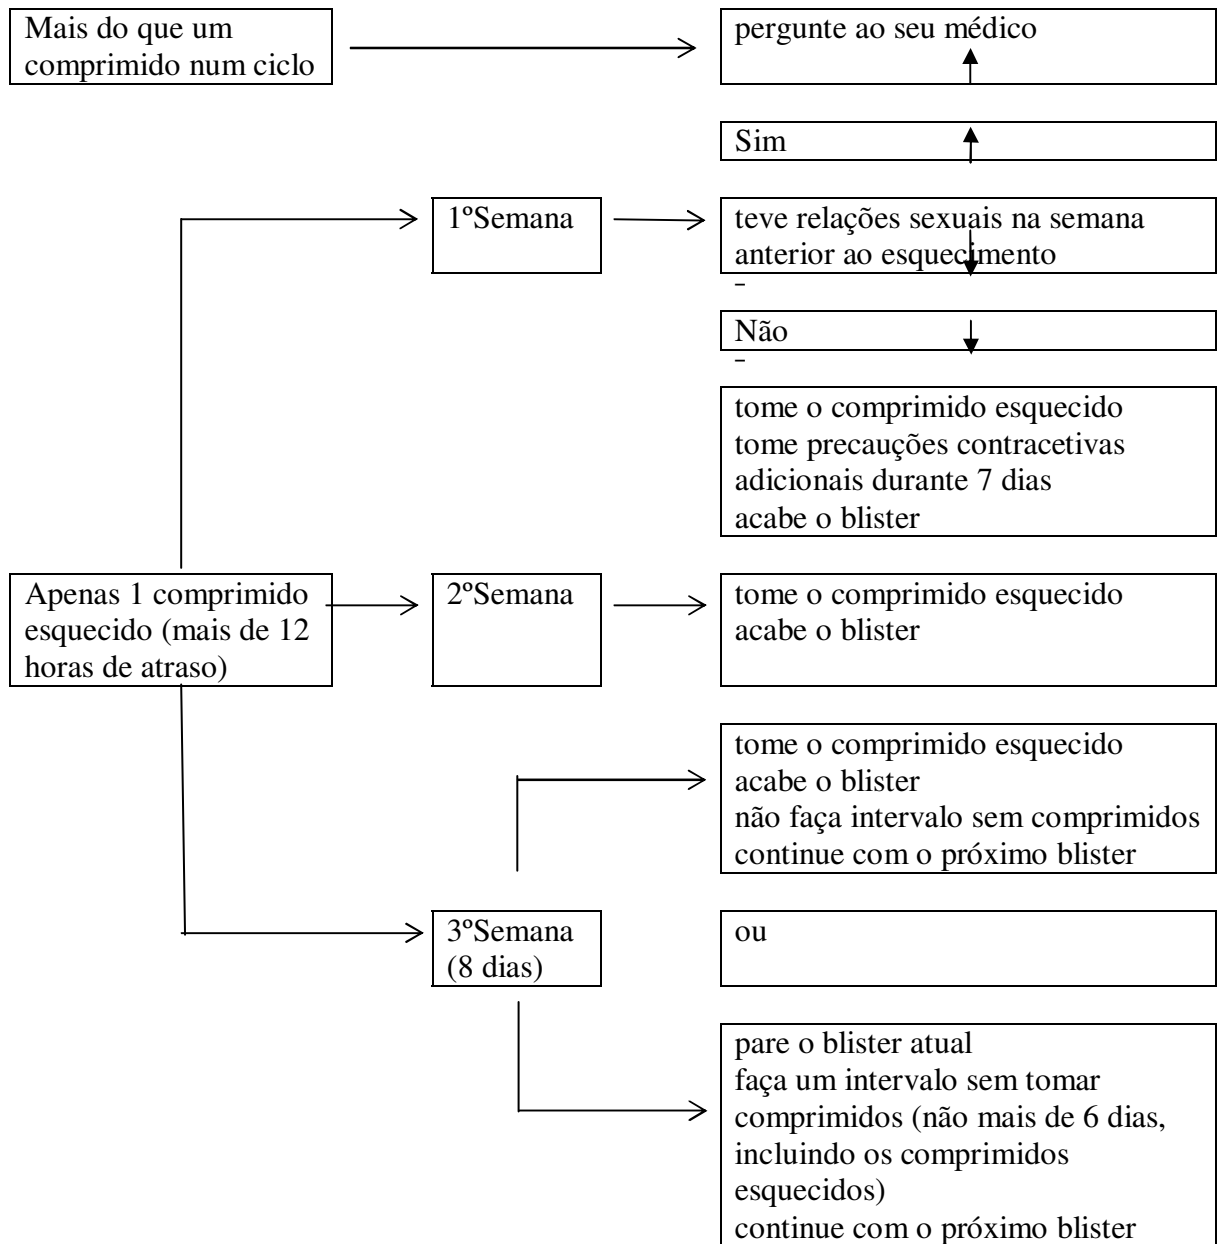 Mais do que um
comprimido num ciclo
pergunte ao seu médico
Sim
1ºSemana
teve relações sexuais na semana
anterior ao esquecimento
Não
tome o comprimido esquecido
tome precauções contracetivas
adicionais durante 7 dias
acabe o blister
Apenas 1 comprimido
esquecido (mais de 12
horas de atraso)
2ºSemana
tome o comprimido esquecido
acabe o blister
tome o comprimido esquecido
acabe o blister
não faça intervalo sem comprimidos
continue com o próximo blister
3ºSemana
(8 dias)
ou
pare o blister atual
faça um intervalo sem tomar
comprimidos (não mais de 6 dias,
incluindo os comprimidos
esquecidos)
continue com o próximo blister